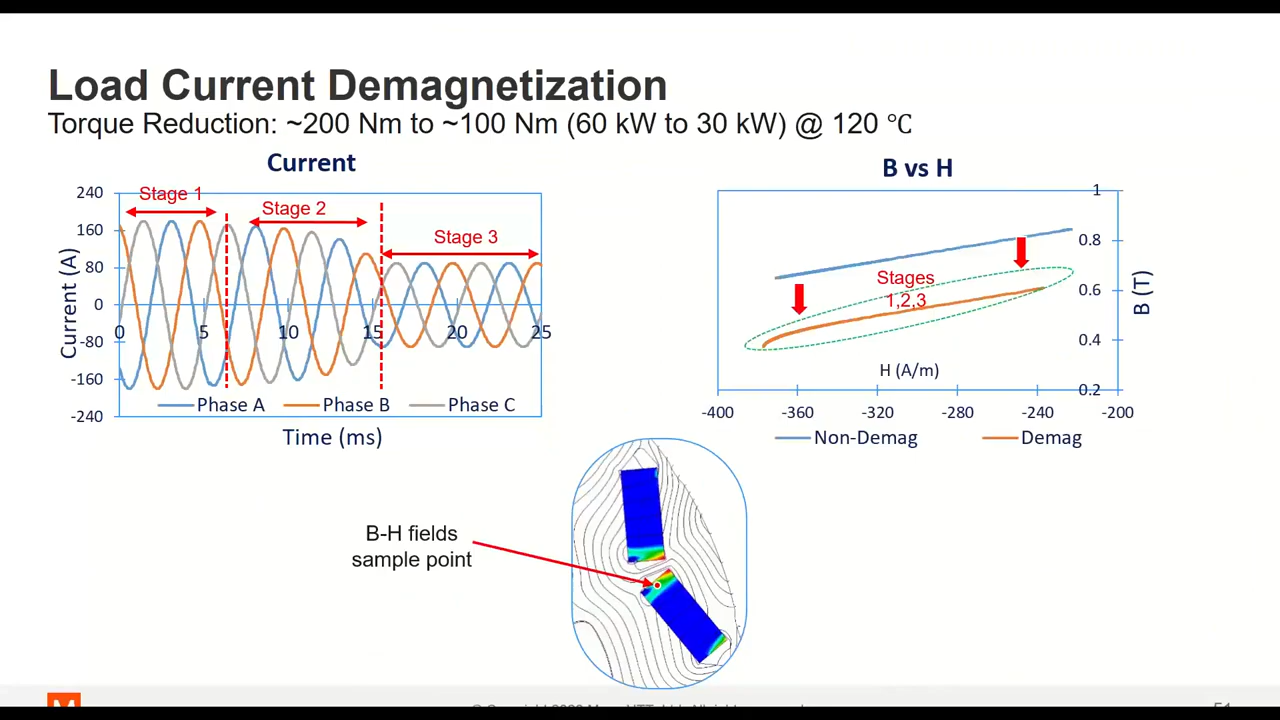 Load Current Demagnetization
Torque Reduction: ~200 Nm to ~100 Nm (60 kW to 30 kW) @ 120 ℃
Current
240
160
80
0
-80
-160
-240
Current (A)
Stage 1
Stage 2
Stage 3
0 5 10 15 20 25
Phase A Phase B Phase C
Time (ms)
B vs H
1
0.8
0.6
0.4
0.2
B (T)
Stages
1,2,3
H (A/m)
-400 -360 -320 -280 -240 -200
Non-Demag Demag
B-H fields
sample point